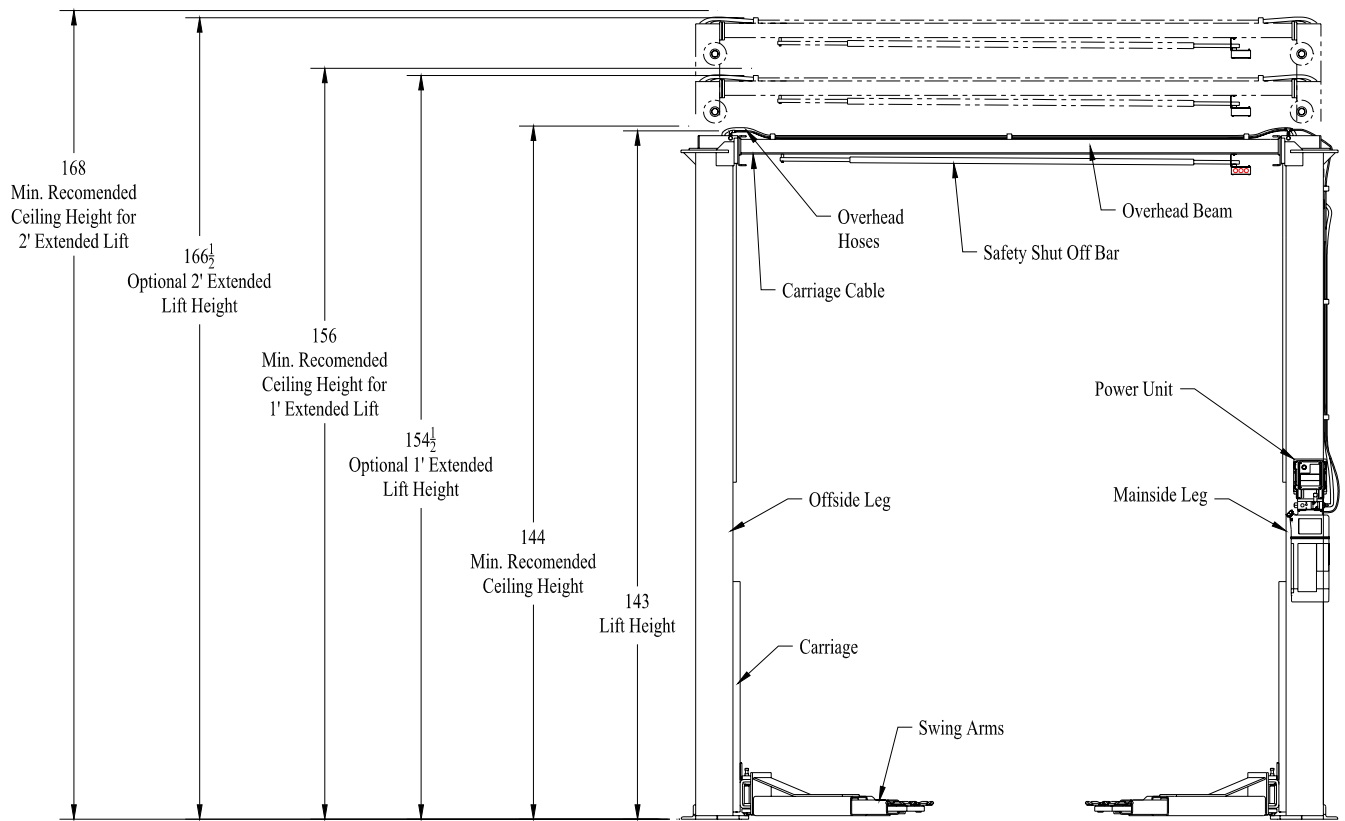 168
Min. Recomended
Ceiling Height for
2' Extended Lift
166½
Optional 2' Extended
Lift Height
156
Min. Recomended
Ceiling Height for
1' Extended Lift
154½
Optional 1' Extended
Lift Height
144
Min. Recomended
Ceiling Height
143
Lift Height
Overhead
Hoses
Overhead Beam
Safety Shut Off Bar
Carriage Cable
Power Unit
Offside Leg
Mainside Leg
Carriage
Swing Arms